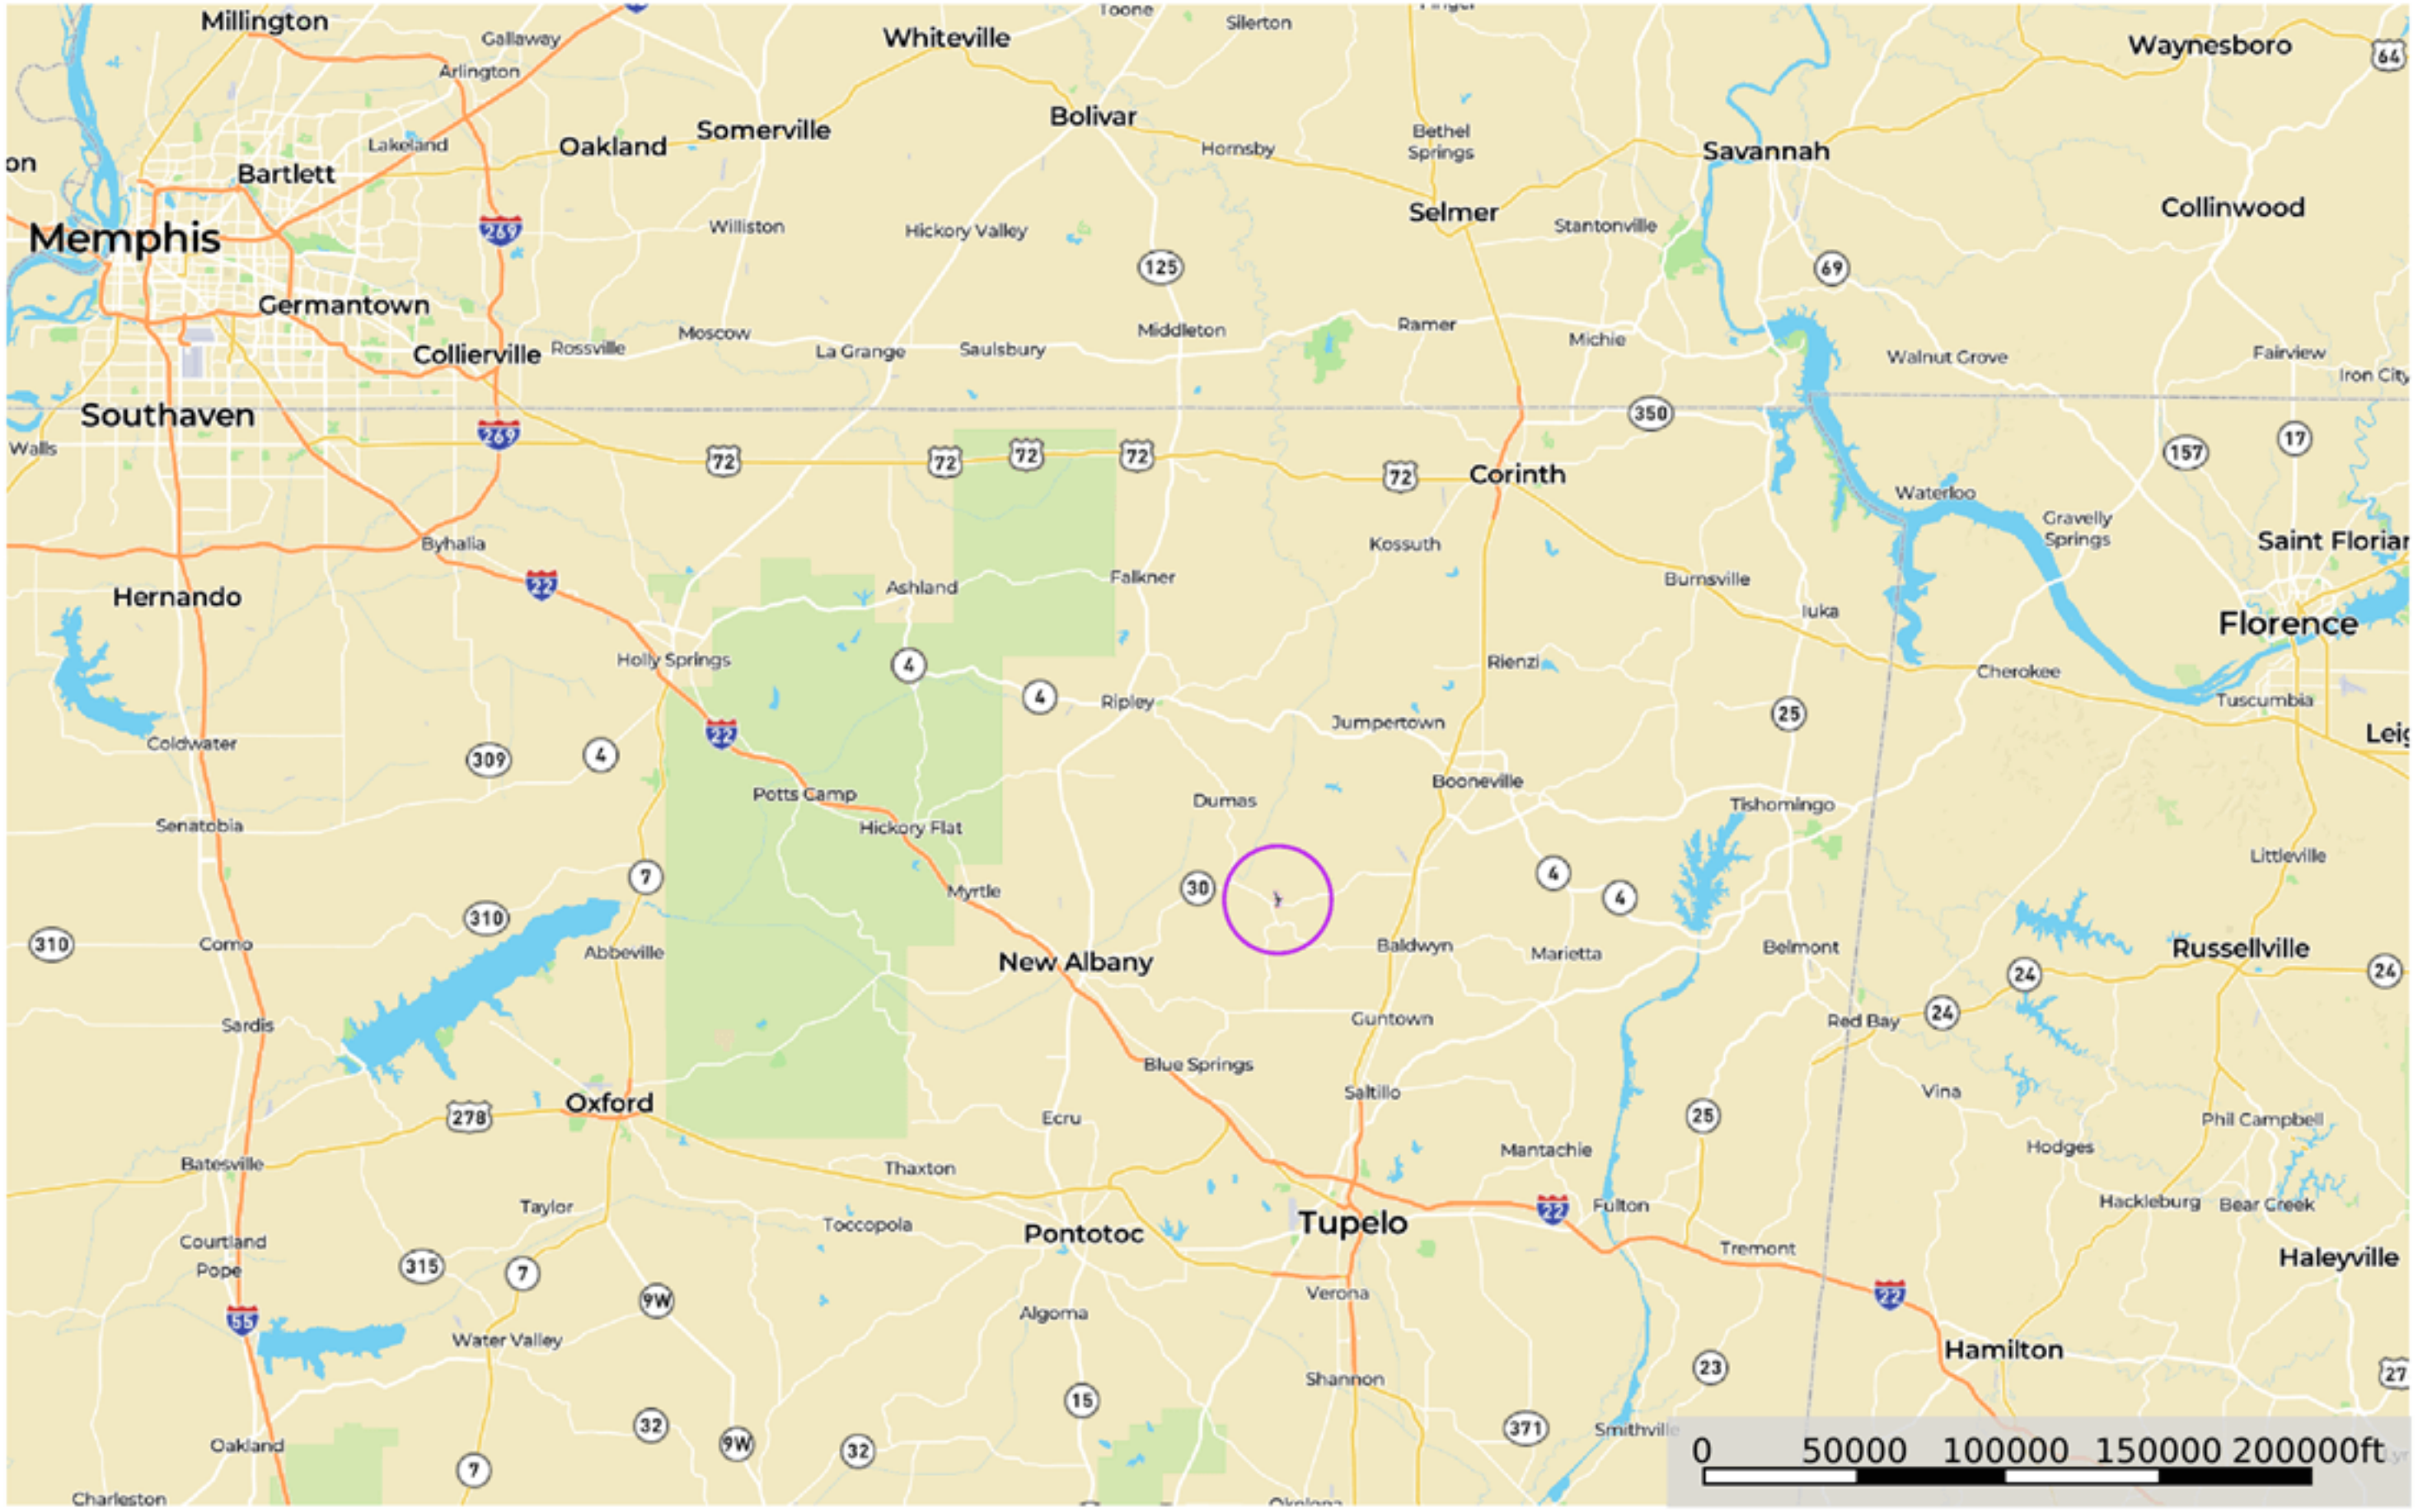 Millington
Gallaway
Whiteville
Toone
Silerton
Finger
Waynesboro
64
Arlington
Bolivar
Bethel
Springs
Oakland
Somerville
Lakeland
Hornsby
Savannah
on
Bartlett
Selmer
Collinwood
Memphis
269
Williston
Hickory Valley
Stantonville
125
69
Germantown
Moscow
Middleton
Ramer
Michie
Collierville
Rossville
La Grange
Saulsbury
Walnut Grove
Fairview
Iron City
Southaven
350
Walls
269
72
72
72
72
72
Corinth
157
17
Waterloo
Gravelly
Springs
Saint Florian
Byhalia
Kossuth
22
Hernando
Ashland
Falkner
Burnsville
Iuka
Florence
Holly Springs
4
Rienzi
Cherokee
4
Ripley
Tuscumbia
22
Jumpertown
25
Coldwater
309
4
Leig
Potts Camp
Booneville
Dumas
Tishomingo
Senatobia
Hickory Flat
Littleville
7
Myrtle
30
4
4
310
310
Como
Abbeville
New Albany
Baldwyn
Marietta
Belmont
Russellville
24
24
Sardis
Guntown
Red Bay
24
Blue Springs
Saltillo
Vina
Oxford
278
Ecru
25
Phil Campbell
Batesville
Thaxton
Mantachie
Hodges
Taylor
Toccopola
Pontotoc
Tupelo
22
Fulton
Hackleburg
Bear Creek
Courtland
Pope
315
7
Tremont
Haleyville
9W
Verona
22
55
Algoma
Water Valley
Hamilton
Shannon
23
27
15
32
9W
32
371
Smithville
Oakland
7
0 50000 100000 150000 200000ft
Charleston
Okolona